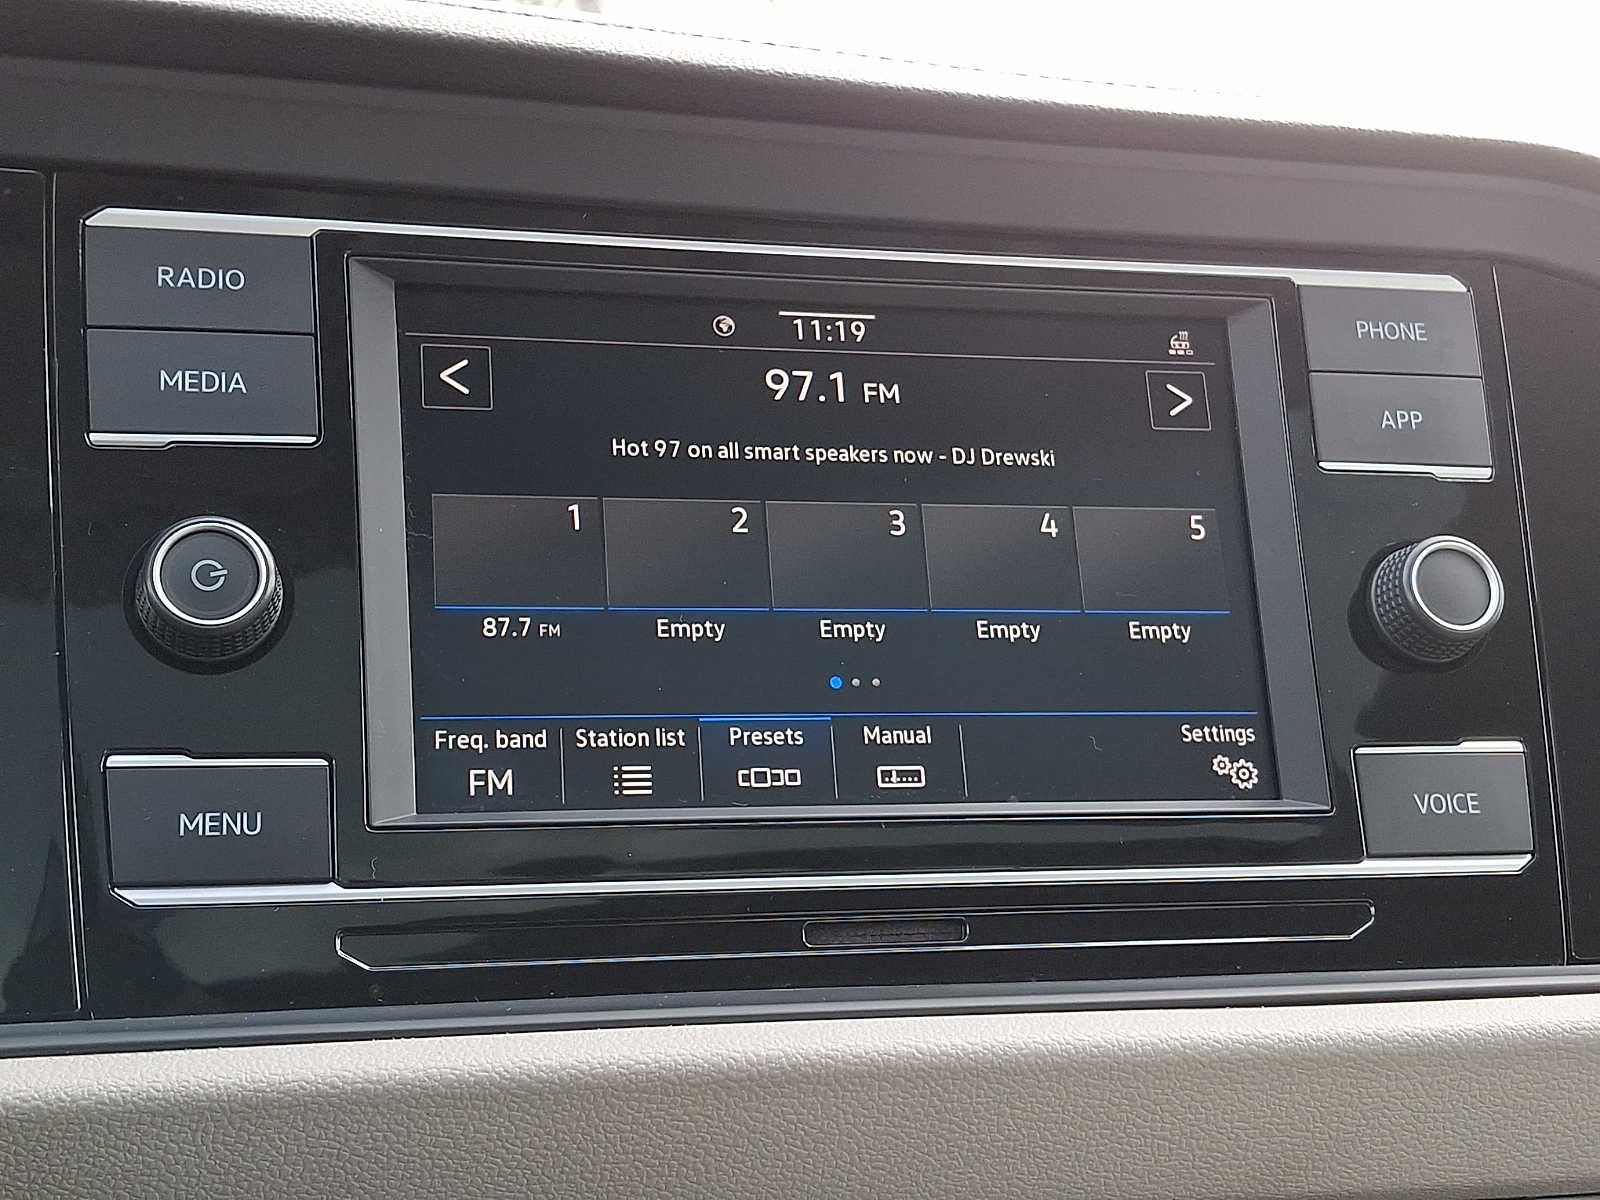 RADIO
MEDIA
MENU
11:19
97.1 FM
Hot 97 on all smart speakers now - DJ Drewski
1 2 3 4 5
87.7 FM Empty Empty Empty Empty
Freq. band Station list Presets Manual Settings
FM
PHONE
APP
VOICE